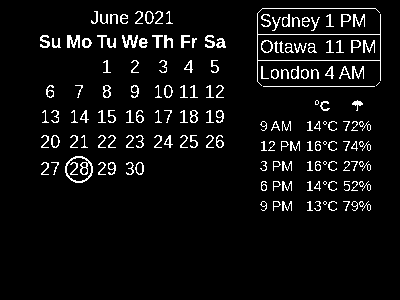 June 2021
Su Mo Tu We Th Fr Sa
1 2 3 4 5
6 7 8 9 10 11 12
13 14 15 16 17 18 19
20 21 22 23 24 25 26
27 28 29 30
Sydney 1 PM
Ottawa 11 PM
London 4 AM
°C ☂
9 AM 14°C 72%
12 PM 16°C 74%
3 PM 16°C 27%
6 PM 14°C 52%
9 PM 13°C 79%